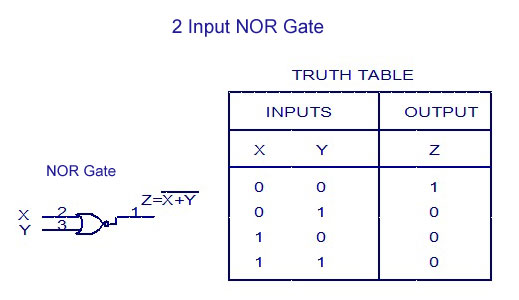 2 Input NOR Gate
TRUTH TABLE
INPUTS OUTPUT
X Y Z
0 0 1
0 1 0
1 0 0
1 1 0
NOR Gate
Z=X̅+̅Y̅
X 2 1
Y 3